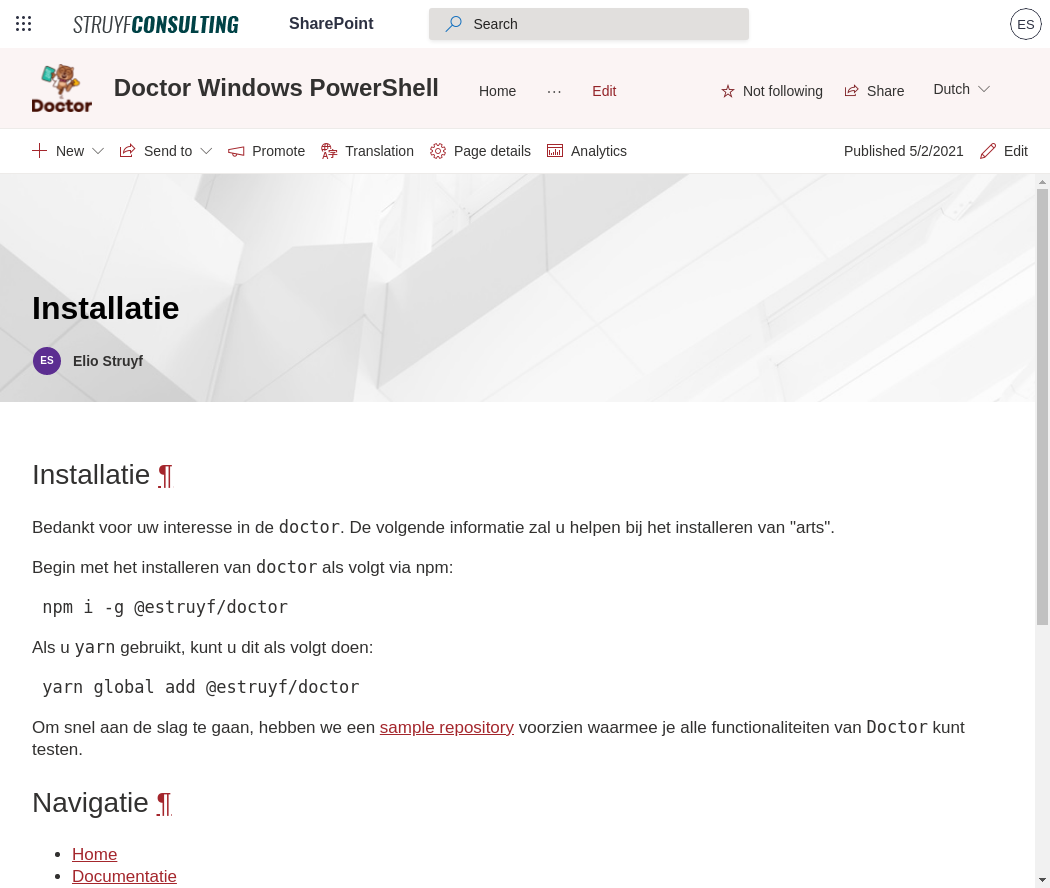 STRUYFCONSULTING SharePoint Search ES
Doctor
Doctor Windows PowerShell Home ... Edit Not following Share Dutch
New Send to Promote Translation Page details Analytics Published 5/2/2021 Edit
Installatie
ES Elio Struyf
Installatie ¶
Bedankt voor uw interesse in de doctor. De volgende informatie zal u helpen bij het installeren van "arts".
Begin met het installeren van doctor als volgt via npm:
npm i -g @estruyf/doctor
Als u yarn gebruikt, kunt u dit als volgt doen:
yarn global add @estruyf/doctor
Om snel aan de slag te gaan, hebben we een sample repository voorzien waarmee je alle functionaliteiten van Doctor kunt
testen.
Navigatie ¶
• Home
• Documentatie